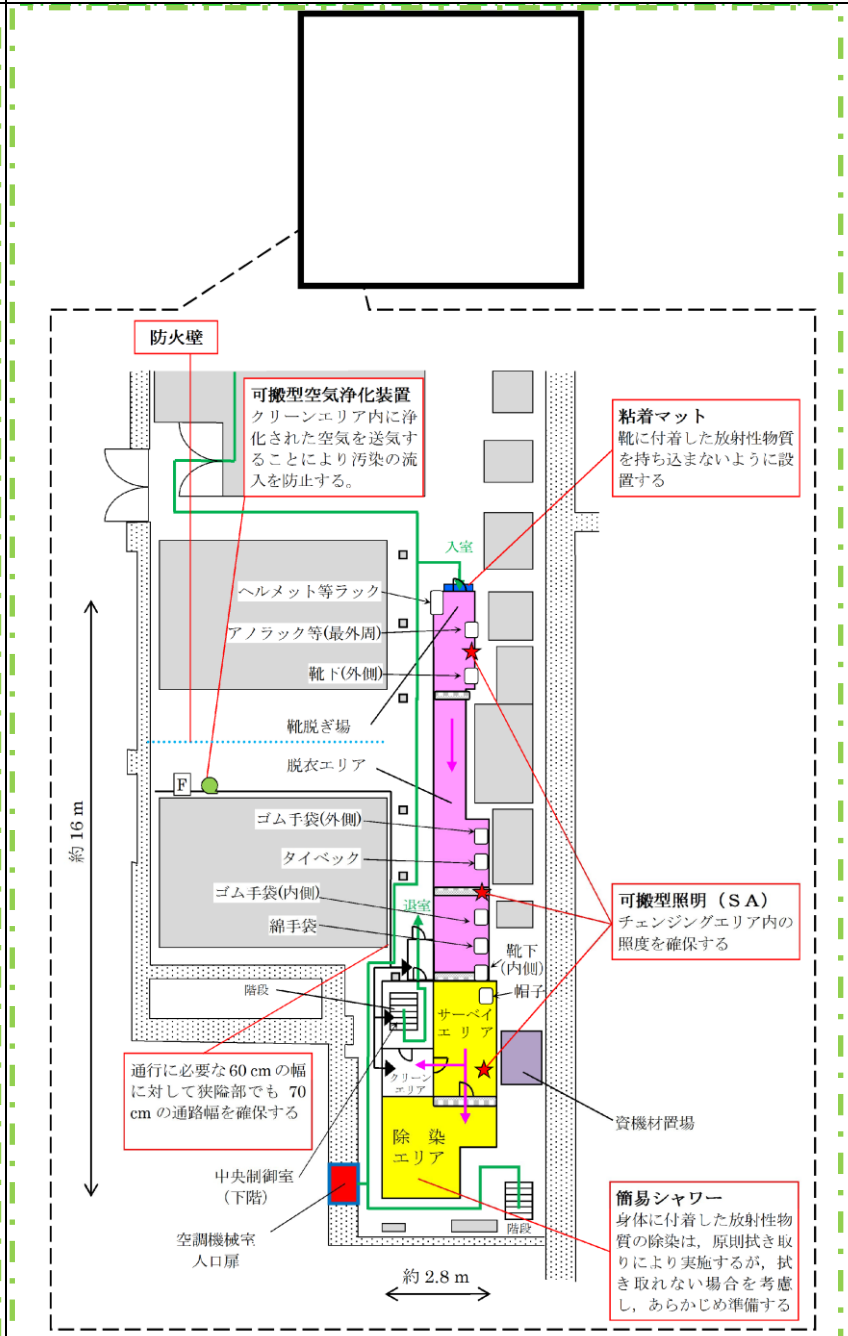 防火壁
可搬型空気浄化装置
クリーンエリア内に浄
化された空気を送気す
ることにより汚染の流
入を防止する。
粘着マット
靴に付着した放射性物質
を持ち込まないように設
置する
入室
ヘルメット等ラック
アノラック等(最外周)
靴下(外側)
靴脱ぎ場
脱衣エリア
F
ゴム手袋(外側)
タイベック
ゴム手袋(内側)
退室
綿手袋
約 16 m
可搬型照明（ＳＡ）
チェンジングエリア内の
照度を確保する
靴下
(内側)
帽子
階段
サーベイ
エ リ ア
クリーン
エリア
通行に必要な 60 cm の幅
に対して狭隘部でも 70
cm の通路幅を確保する
資機材置場
除 染
エリア
中央制御室
(下階)
空調機械室
人口扉
階段
簡易シャワー
身体に付着した放射性物
質の除染は，原則拭き取
りにより実施するが，拭
き取れない場合を考慮
し，あらかじめ準備する
約 2.8 m